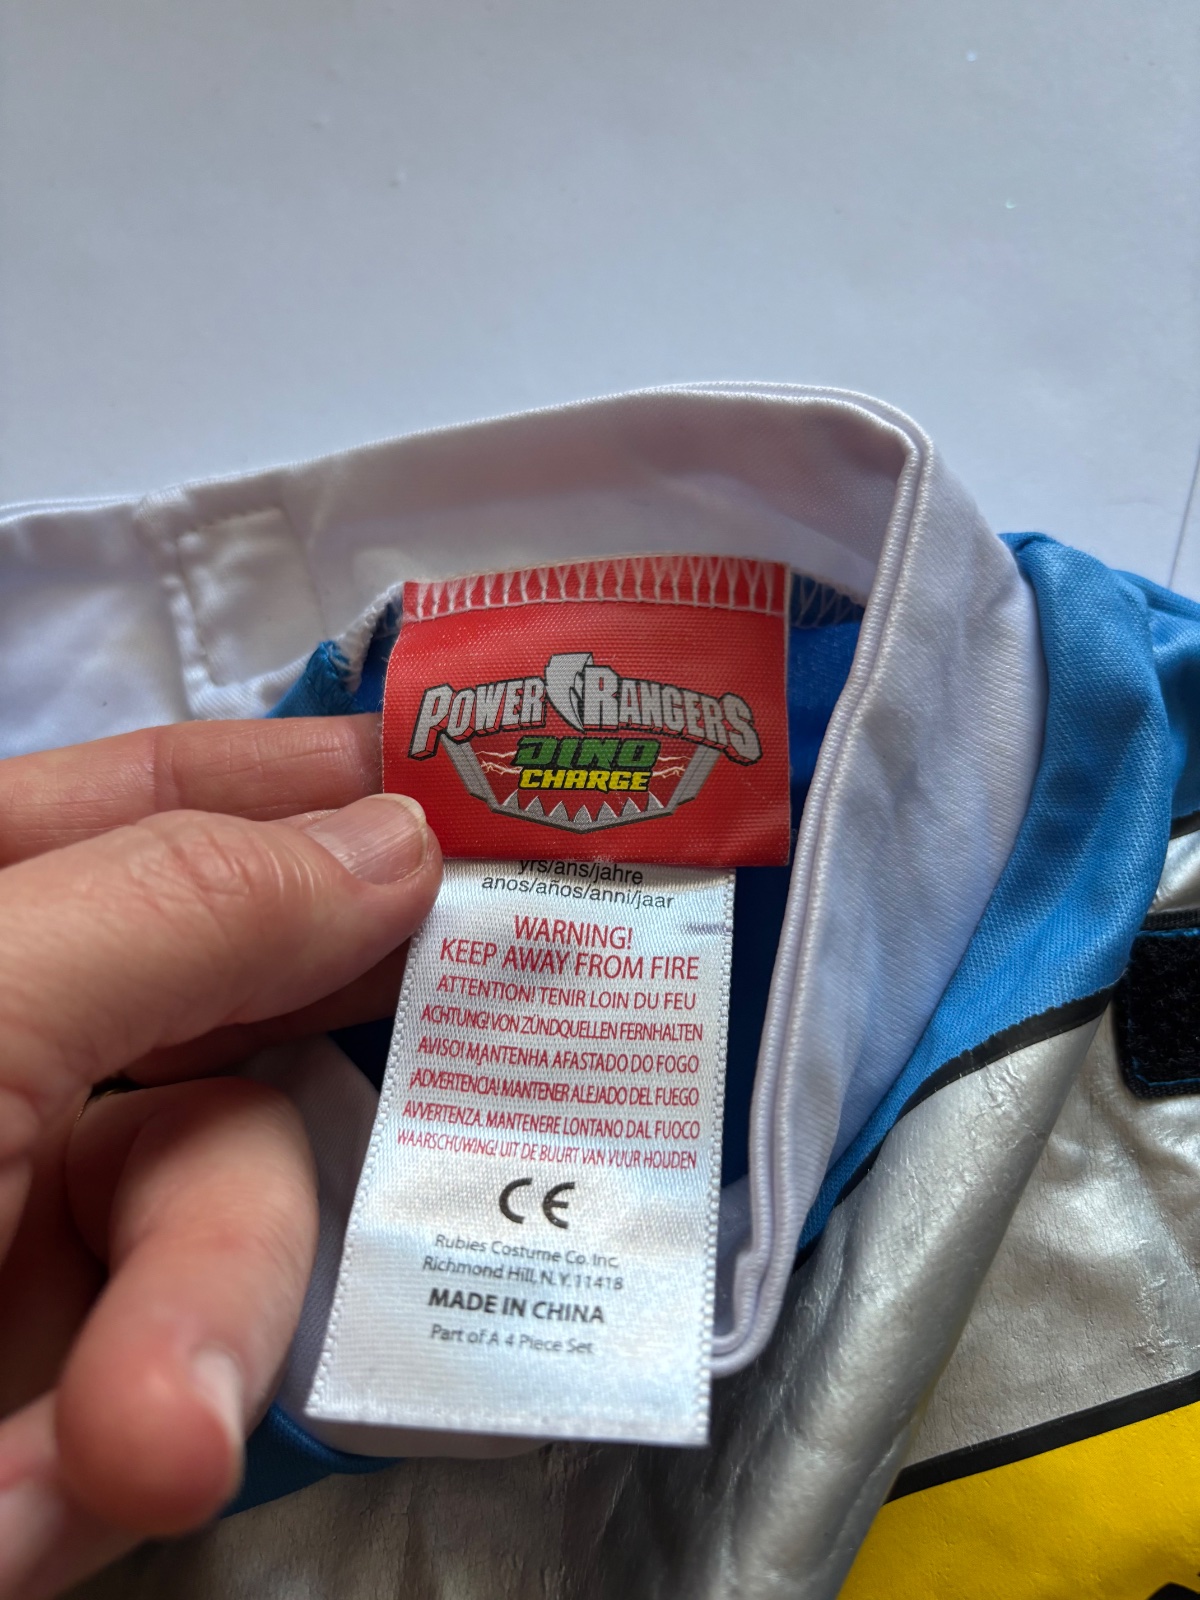 POWER RANGERS
DINO
CHARGE
yrs/ans/jahre
anos/años/anni/jaar
WARNING!
KEEP AWAY FROM FIRE
ATTENTION! TENIR LOIN DU FEU
ACHTUNG! VON ZÜNDQUELLEN FERNHALTEN
AVISO! MANTENHA AFASTADO DO FOGO
¡ADVERTENCIA! MANTENER ALEJADO DEL FUEGO
AVVERTENZA. MANTENERE LONTANO DAL FUOCO
WAARSCHUWING! UIT DE BUURT VAN VUUR HOUDEN
CE
Rubies Costume Co. Inc.
Richmond Hill, N.Y. 11418
MADE IN CHINA
Part of A 4 Piece Set